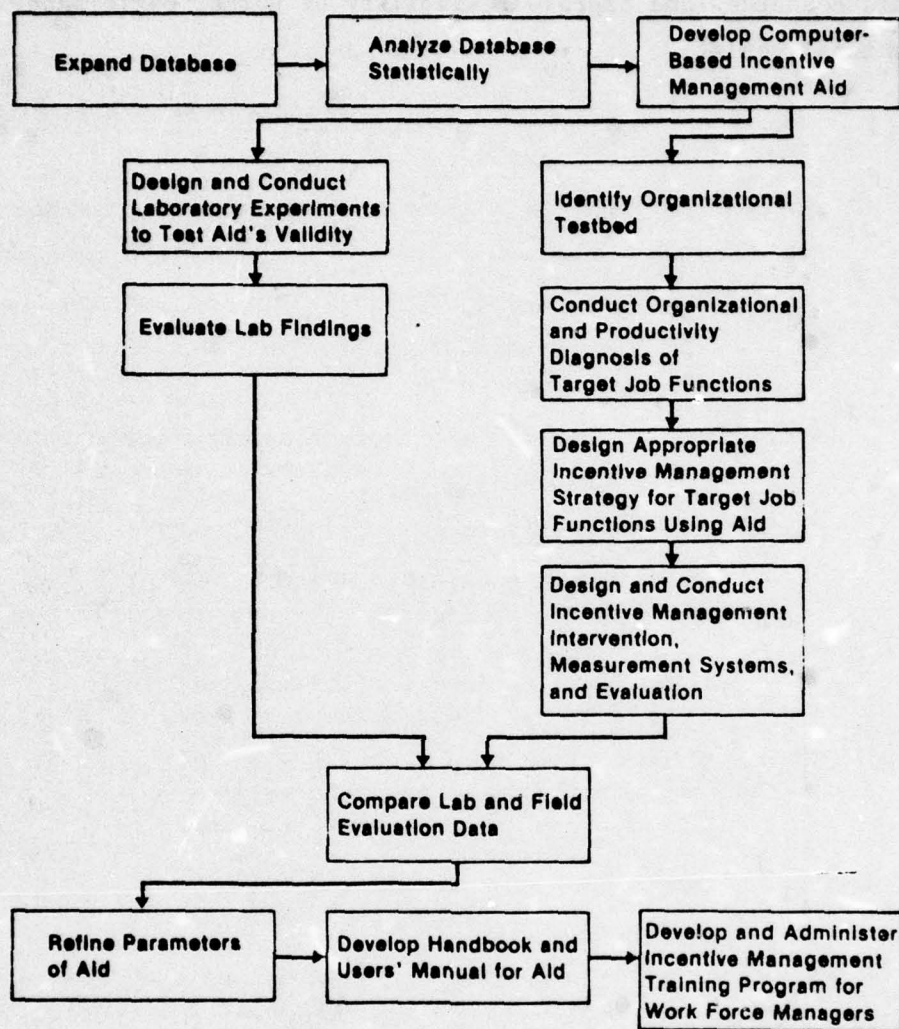 Expand Database
Analyze Database
Statistically
Develop Computer-
Based Incentive
Management Aid
Design and Conduct
Laboratory Experiments
to Test Aid's Validity
Evaluate Lab Findings
Identify Organizational
Testbed
Conduct Organizational
and Productivity
Diagnosis of
Target Job Functions
Design Appropriate
Incentive Management
Strategy for Target Job
Functions Using Aid
Design and Conduct
Incentive Management
Intervention,
Measurement Systems,
and Evaluation
Compare Lab and Field
Evaluation Data
Refine Parameters
of Aid
Develop Handbook and
Users' Manual for Aid
Develop and Administer
Incentive Management
Training Program for
Work Force Managers